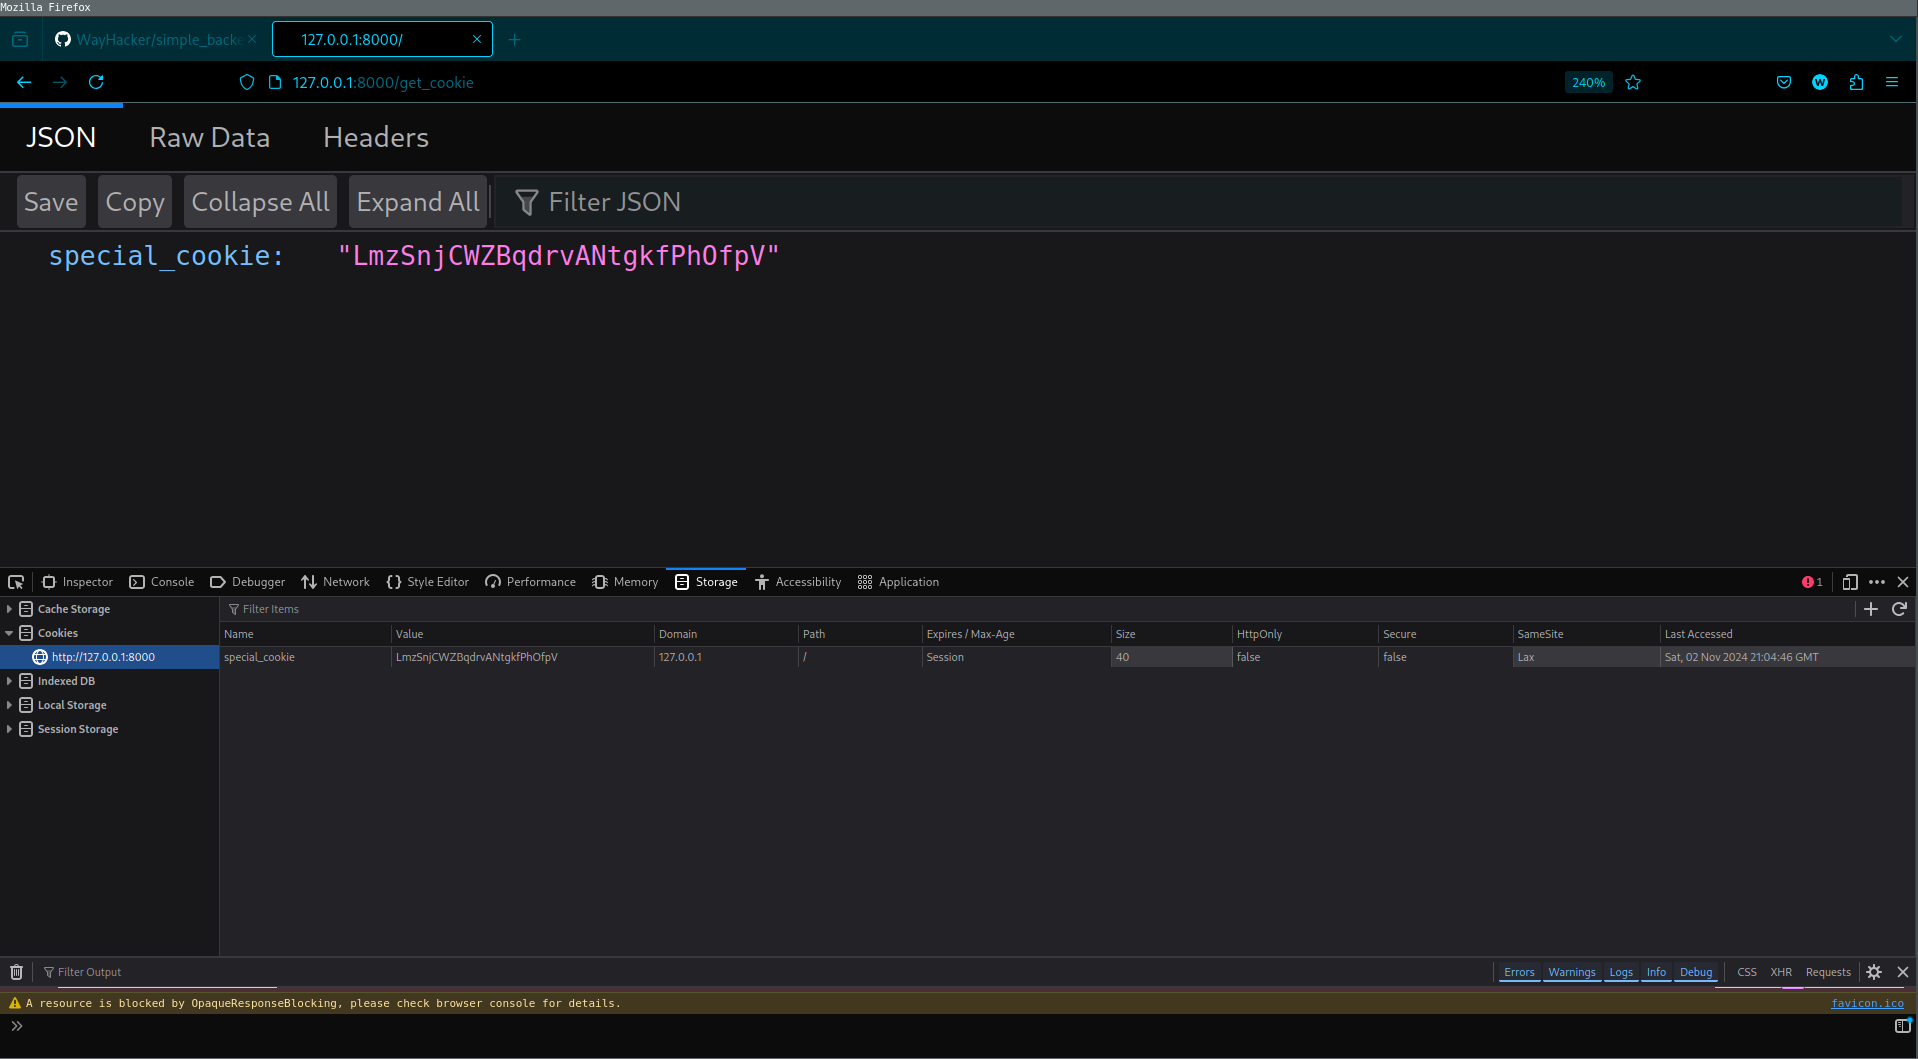 Mozilla Firefox
WayHacker/simple_backe
127.0.0.1:8000/
127.0.0.1:8000/get_cookie
240%
W
JSON Raw Data Headers
Save Copy Collapse All Expand All Filter JSON
special_cookie: "LmzSnjCWZBqdrvANtgkfPhOfpV"
Inspector Console Debugger Network Style Editor Performance Memory Storage Accessibility Application 1
Cache Storage
Filter Items
Cookies
http://127.0.0.1:8000
Indexed DB
Local Storage
Session Storage
Name Value Domain Path Expires / Max-Age Size HttpOnly Secure SameSite Last Accessed
special_cookie LmzSnjCWZBqdrvANtgkfPhOfpV 127.0.0.1 / Session 40 false false Lax Sat, 02 Nov 2024 21:04:46 GMT
Filter Output Errors Warnings Logs Info Debug CSS XHR Requests
A resource is blocked by OpaqueResponseBlocking, please check browser console for details. favicon.ico